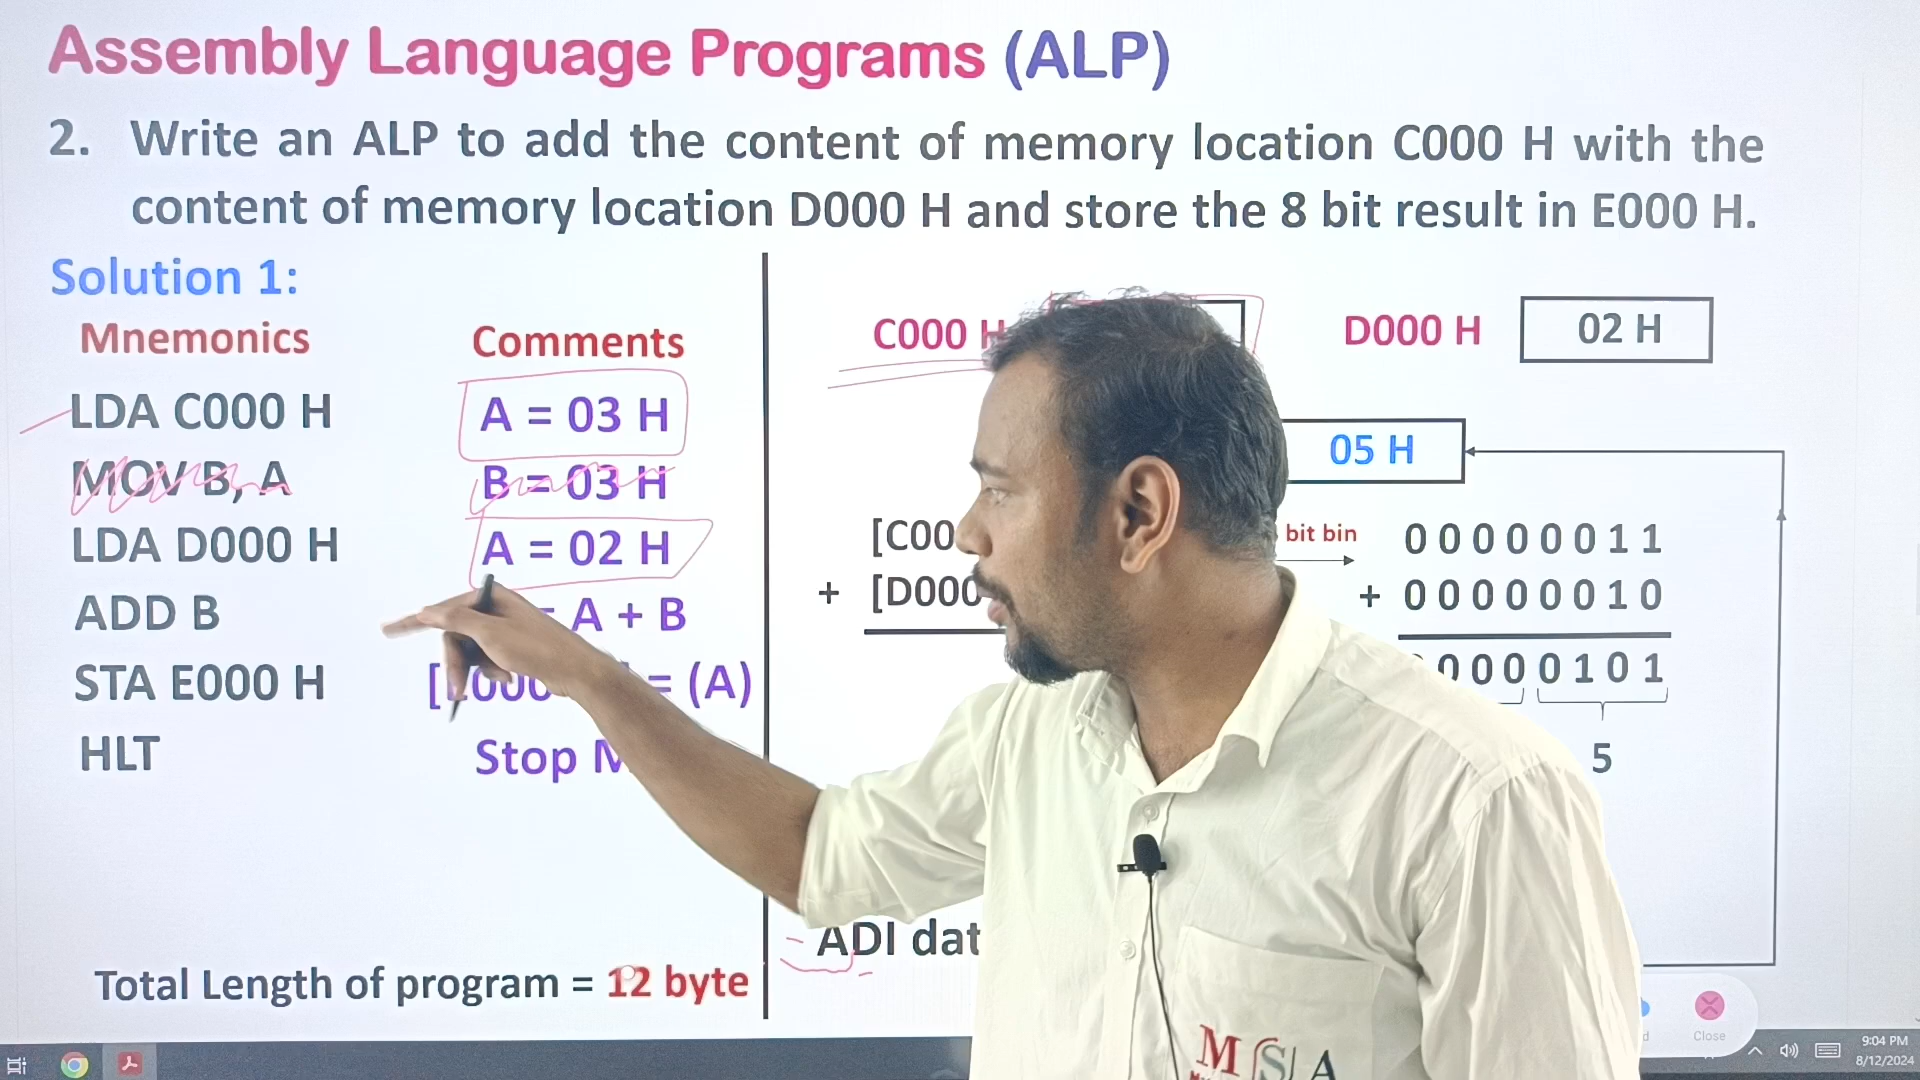 Assembly Language Programs (ALP)
2. Write an ALP to add the content of memory location C000 H with the
content of memory location D000 H and store the 8 bit result in E000 H.
Solution 1:
Mnemonics Comments
LDA C000 H A = 03 H
MOV B, A B = 03 H
LDA D000 H A = 02 H
ADD B = A + B
STA E000 H = (A)
HLT Stop
Total Length of program = 12 byte
C000 H
D000 H 02 H
05 H
[C00 bit bin 0 0 0 0 0 0 1 1
+ [D000 + 0 0 0 0 0 0 1 0
0 0 0 0 1 0 1
5
ADI dat
Close
9:04 PM
8/12/2024
MSA